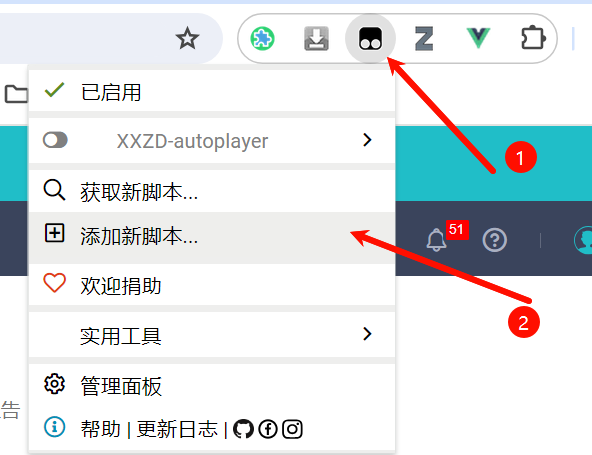 已启用
1
XXZD-autoplayer
获取新脚本...
添加新脚本...
51
欢迎捐助
2
实用工具
管理面板
告
帮助 | 更新日志 |